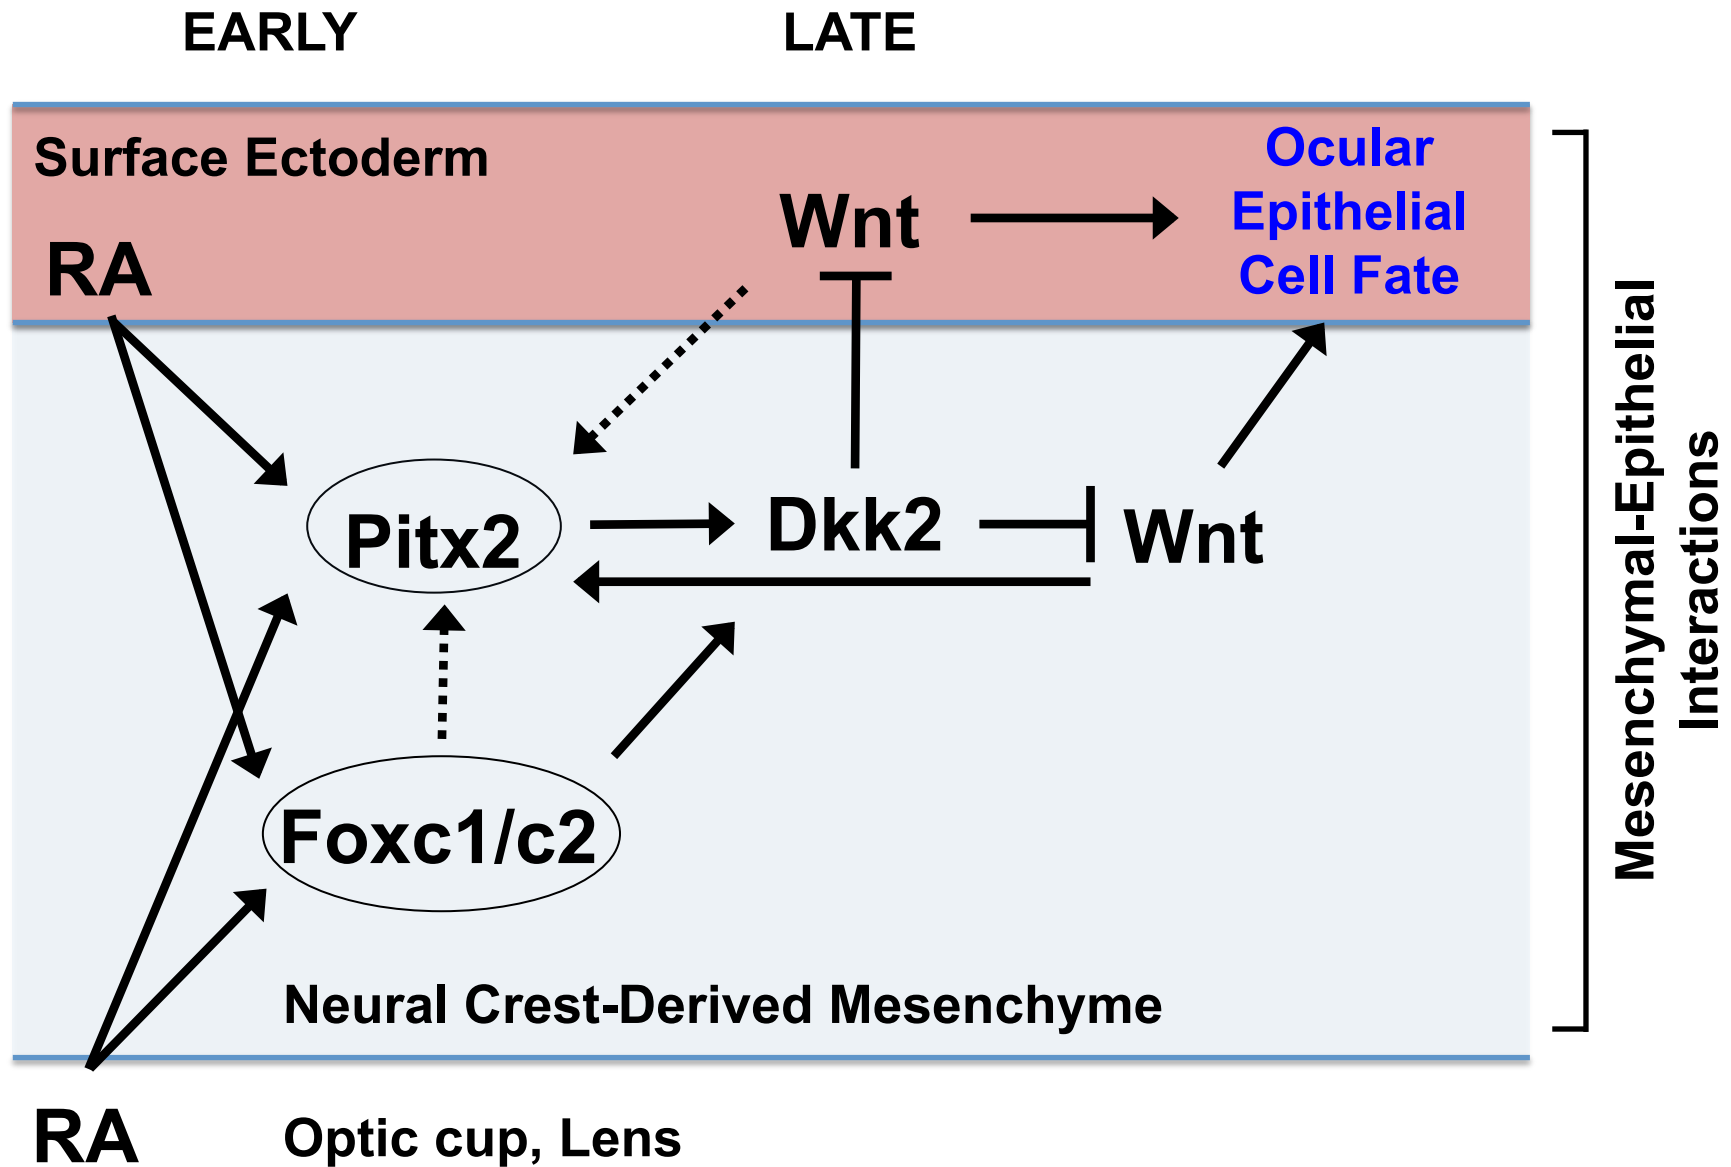 EARLY
LATE
Surface Ectoderm
Ocular
Epithelial
Cell Fate
Wnt
RA
Pitx2
Dkk2
Wnt
Foxc1/c2
Neural Crest-Derived Mesenchyme
RA
Optic cup, Lens
Mesenchymal-Epithelial
Interactions